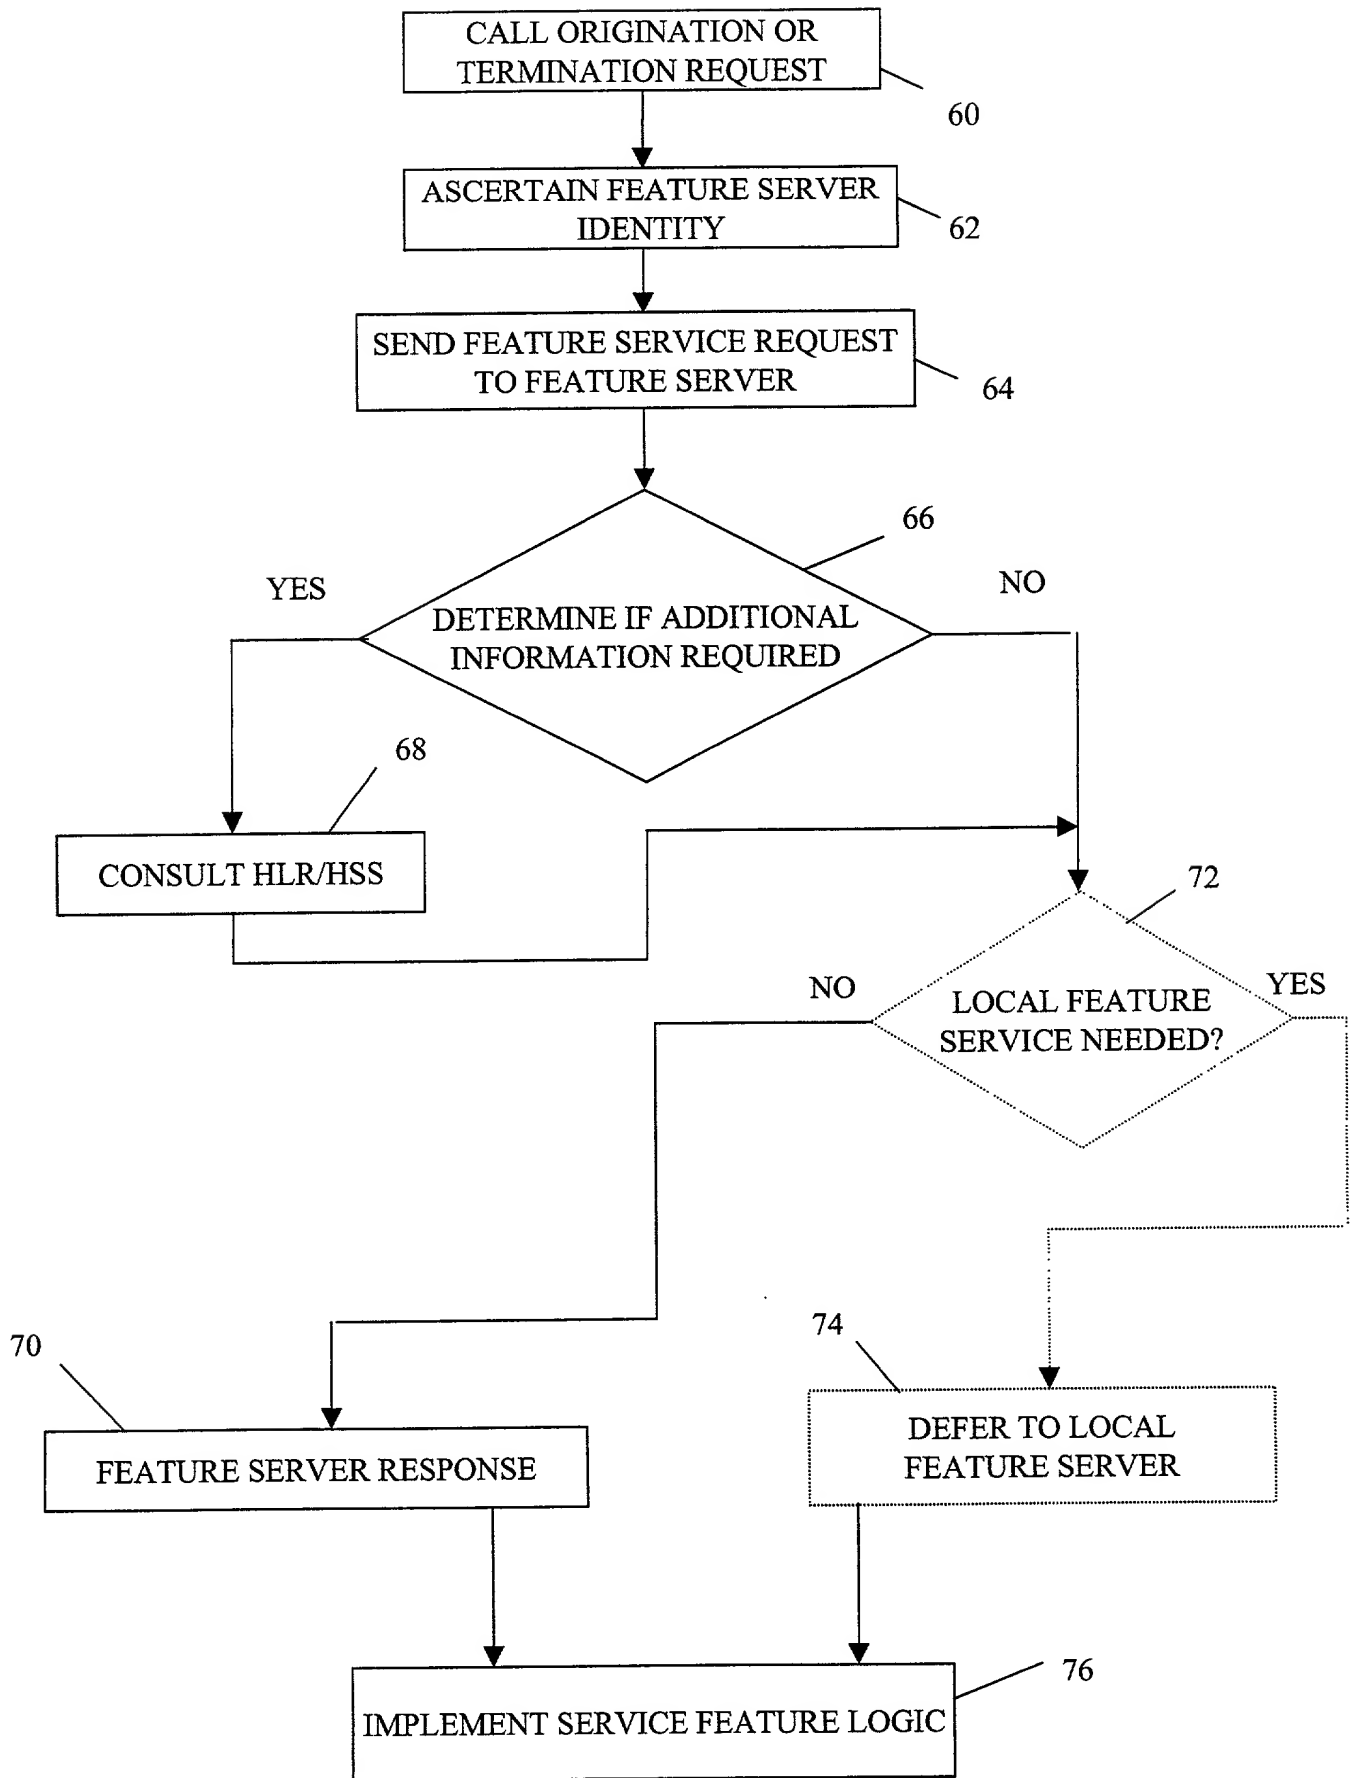 CALL ORIGINATION OR
TERMINATION REQUEST
60
ASCERTAIN FEATURE SERVER
IDENTITY
62
SEND FEATURE SERVICE REQUEST
TO FEATURE SERVER
64
66
YES
NO
DETERMINE IF ADDITIONAL
INFORMATION REQUIRED
68
CONSULT HLR/HSS
72
NO
YES
LOCAL FEATURE
SERVICE NEEDED?
70
74
FEATURE SERVER RESPONSE
DEFER TO LOCAL
FEATURE SERVER
76
IMPLEMENT SERVICE FEATURE LOGIC